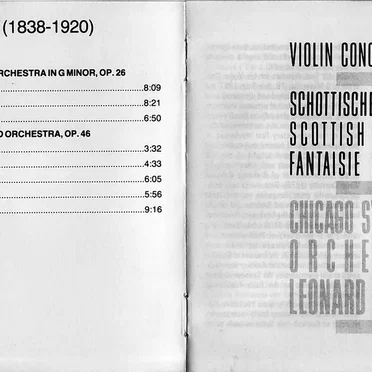 (1838-1920)
RCHESTRA IN G MINOR, OP. 26
8:09
8:21
6:50
D ORCHESTRA, OP. 46
3:32
4:33
6:05
5:56
9:16
VIOLIN CONC
SCHOTTISCHE
SCOTTISH
FANTAISIE
CHICAGO SY
ORCHE
LEONARD